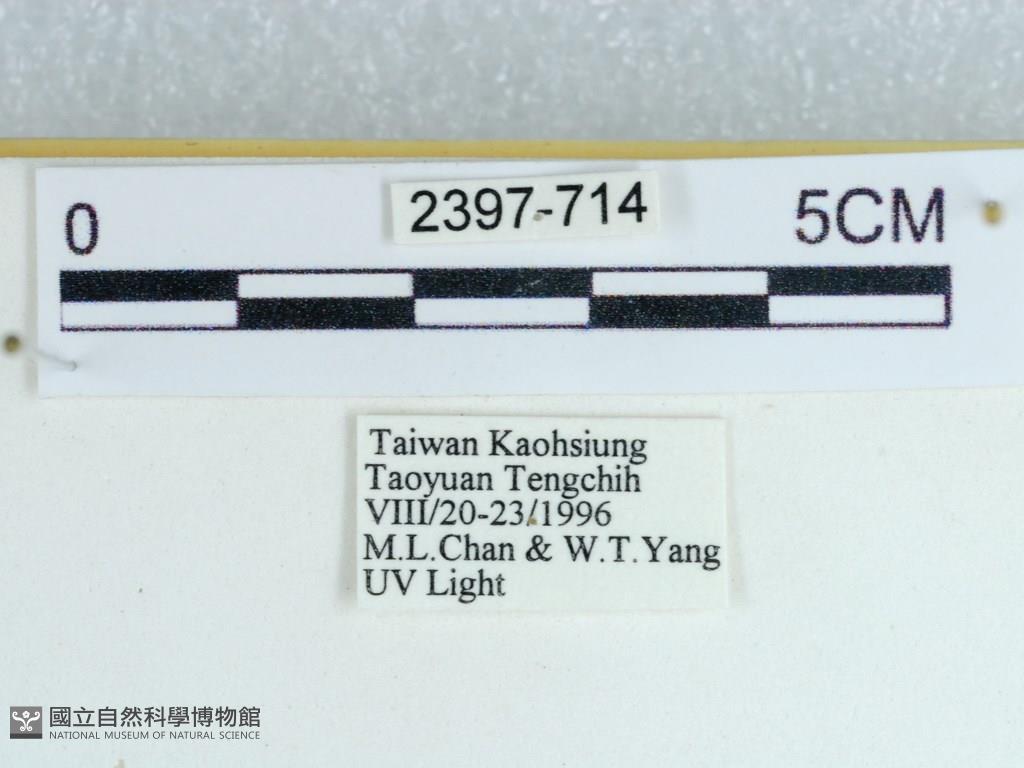 2397-714
0 5CM
Taiwan Kaohsiung
Taoyuan Tengchih
VIII/20-23/1996
M.L.Chan & W.T.Yang
UV Light
國立自然科學博物館
NATIONAL MUSEUM OF NATURAL SCIENCE